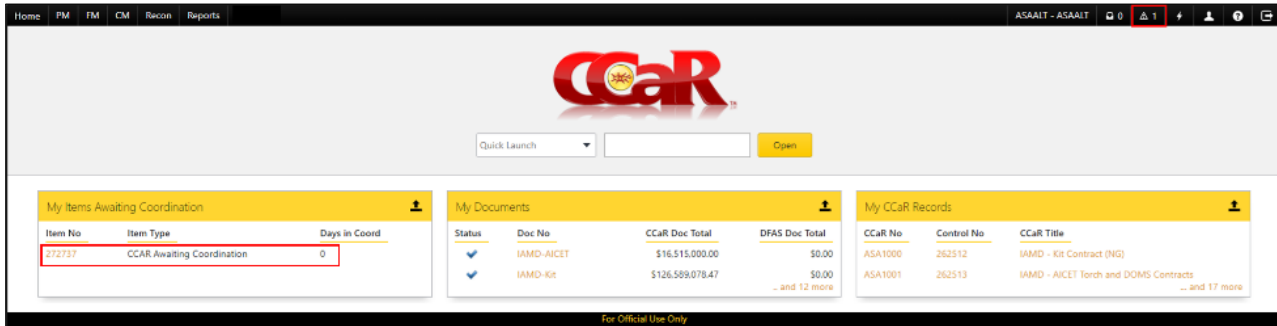 Home PM FM CM Recon Reports ASAALT - ASAALT 0 1
CCaR TM
Quick Launch Open
My Items Awaiting Coordination
Item No Item Type Days in Coord
272737 CCAR Awaiting Coordination 0
My Documents
Status Doc No CCaR Doc Total DFAS Doc Total
IAMD-AICET $16,515,000.00 $0.00
IAMD-Kit $126,589,078.47 $0.00
... and 12 more
My CCaR Records
CCaR No Control No CCaR Title
ASA1000 262512 IAMD - Kit Contract (NG)
ASA1001 262513 IAMD - AICET Torch and DOMS Contracts
... and 17 more
For Official Use Only